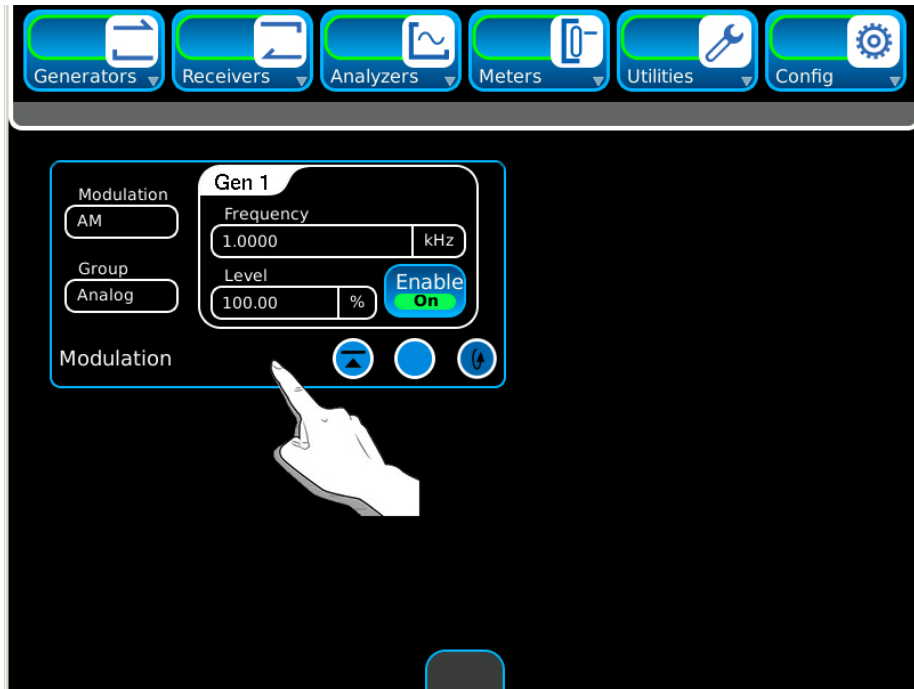 Generators Receivers Analyzers Meters Utilities Config
Gen 1
Modulation
AM
Frequency
1.0000 kHz
Group
Analog
Level
100.00 %
Enable
On
Modulation